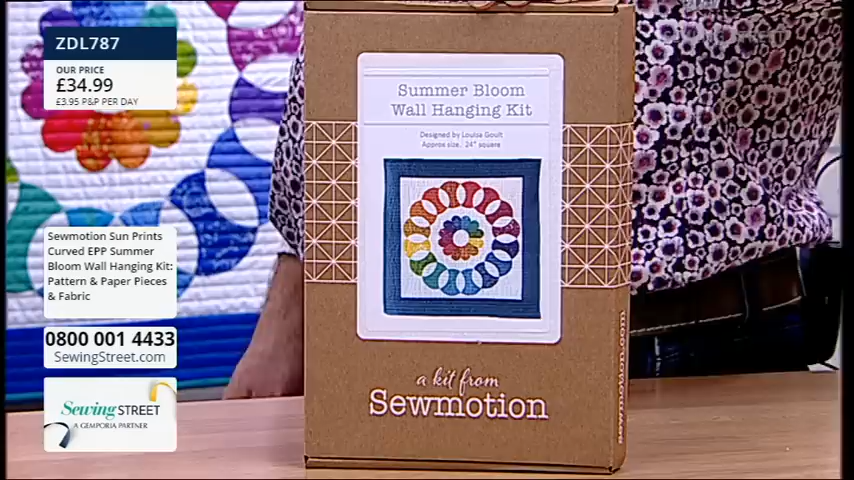 ZDL787
OUR PRICE
£34.99
£3.95 P&P PER DAY
Sewmotion Sun Prints
Curved EPP Summer
Bloom Wall Hanging Kit:
Pattern & Paper Pieces
& Fabric
0800 001 4433
SewingStreet.com
Sewing STREET
A GEMPORIA PARTNER
Summer Bloom
Wall Hanging Kit
Designed by Louisa Goult
Approx size. 24" square
a kit from
Sewmotion
sewmotion.com